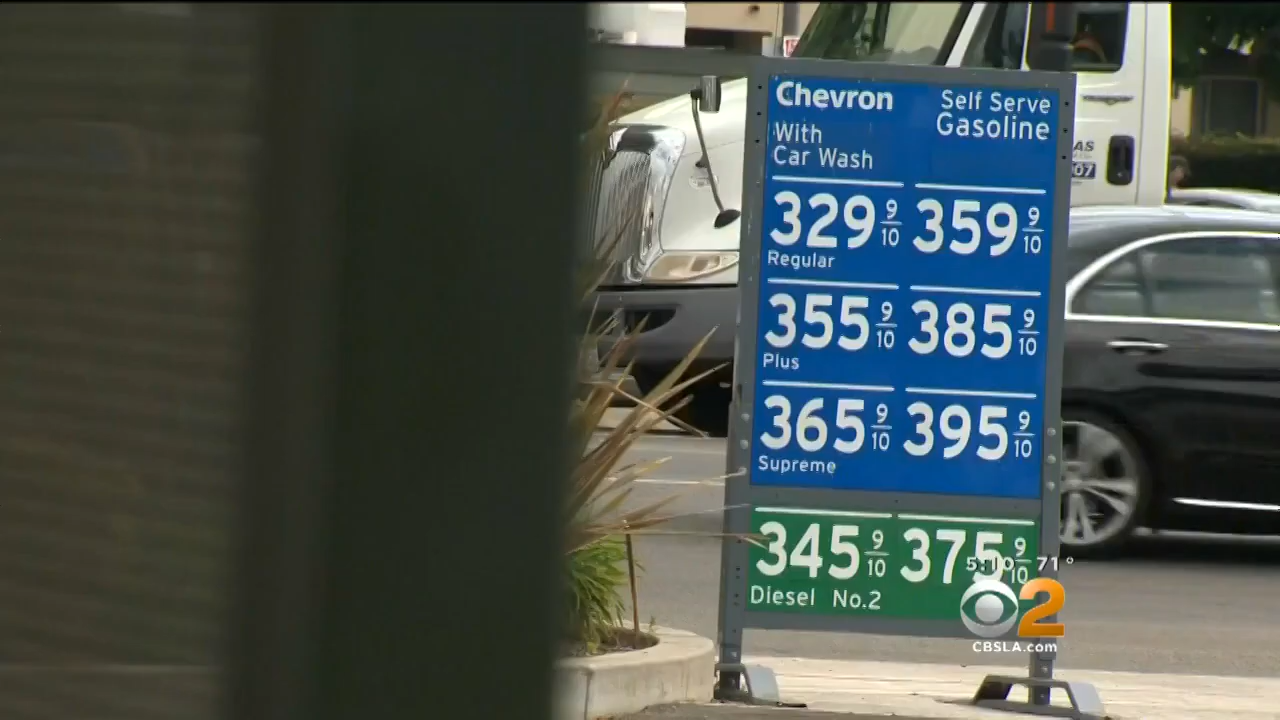 Chevron
Self Serve
Gasoline
With
Car Wash
329 9/10 359 9/10
Regular
355 9/10 385 9/10
Plus
365 9/10 395 9/10
Supreme
345 9/10 375 9/10
Diesel No.2
5:10 71°
2
CBSLA.com
AS
07